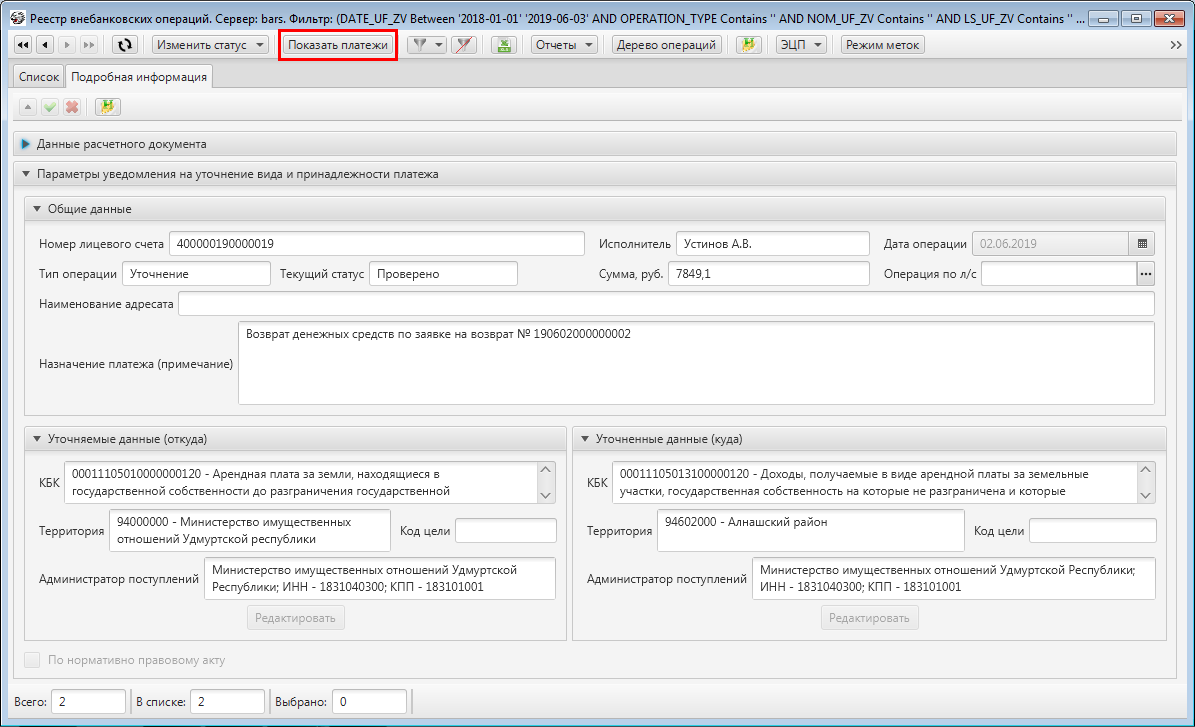 Реестр внебанковских операций. Сервер: bars. Фильтр: (DATE_UF_ZV Between '2018-01-01' '2019-06-03' AND OPERATION_TYPE Contains '' AND NOM_UF_ZV Contains '' AND LS_UF_ZV Contains '' ...
Изменить статус Показать платежи Отчеты Дерево операций ЭЦП Режим меток
Список Подробная информация
Данные расчетного документа
Параметры уведомления на уточнение вида и принадлежности платежа
Общие данные
Номер лицевого счета 400000190000019 Исполнитель Устинов А.В. Дата операции 02.06.2019
Тип операции Уточнение Текущий статус Проверено Сумма, руб. 7849,1 Операция по л/с
Наименование адресата
Возврат денежных средств по заявке на возврат № 190602000000002
Назначение платежа (примечание)
Уточняемые данные (откуда)
КБК 00011105010000000120 - Арендная плата за земли, находящиеся в
государственной собственности до разграничения государственной
Территория 94000000 - Министерство имущественных
отношений Удмуртской республики
Код цели
Администратор поступлений Министерство имущественных отношений Удмуртской
Республики; ИНН - 1831040300; КПП - 183101001
Редактировать
Уточненные данные (куда)
КБК 00011105013100000120 - Доходы, получаемые в виде арендной платы за земельные
участки, государственная собственность на которые не разграничена и которые
Территория 94602000 - Алнашский район
Код цели
Администратор поступлений Министерство имущественных отношений Удмуртской Республики;
ИНН - 1831040300; КПП - 183101001
Редактировать
По нормативно правовому акту
Всего: 2 В списке: 2 Выбрано: 0